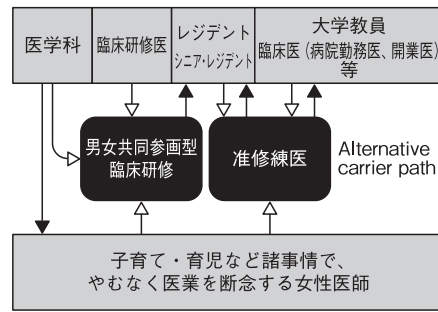 医学科
臨床研修医
レジデント
シニア・レジデント
大学教員
臨床医（病院勤務医、開業医）
等
男女共同参画型
臨床研修
准修練医
Alternative
carrier path
子育て・育児など諸事情で、
やむなく医業を断念する女性医師